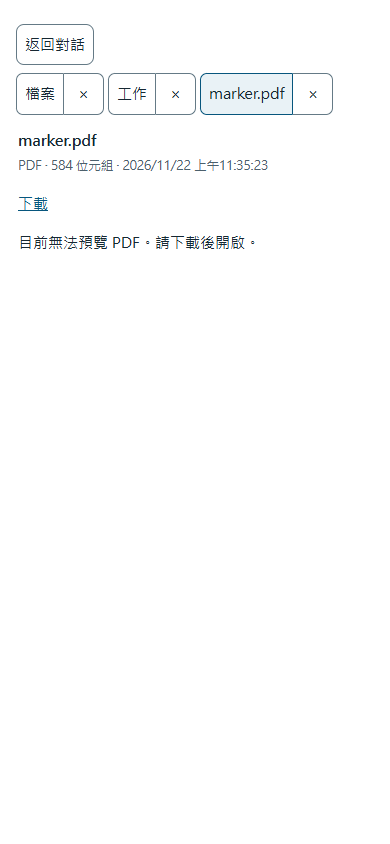 返回對話
檔案 × 工作 × marker.pdf ×
marker.pdf
PDF · 584 位元組 · 2026/11/22 上午11:35:23
下載
目前無法預覽 PDF。請下載後開啟。